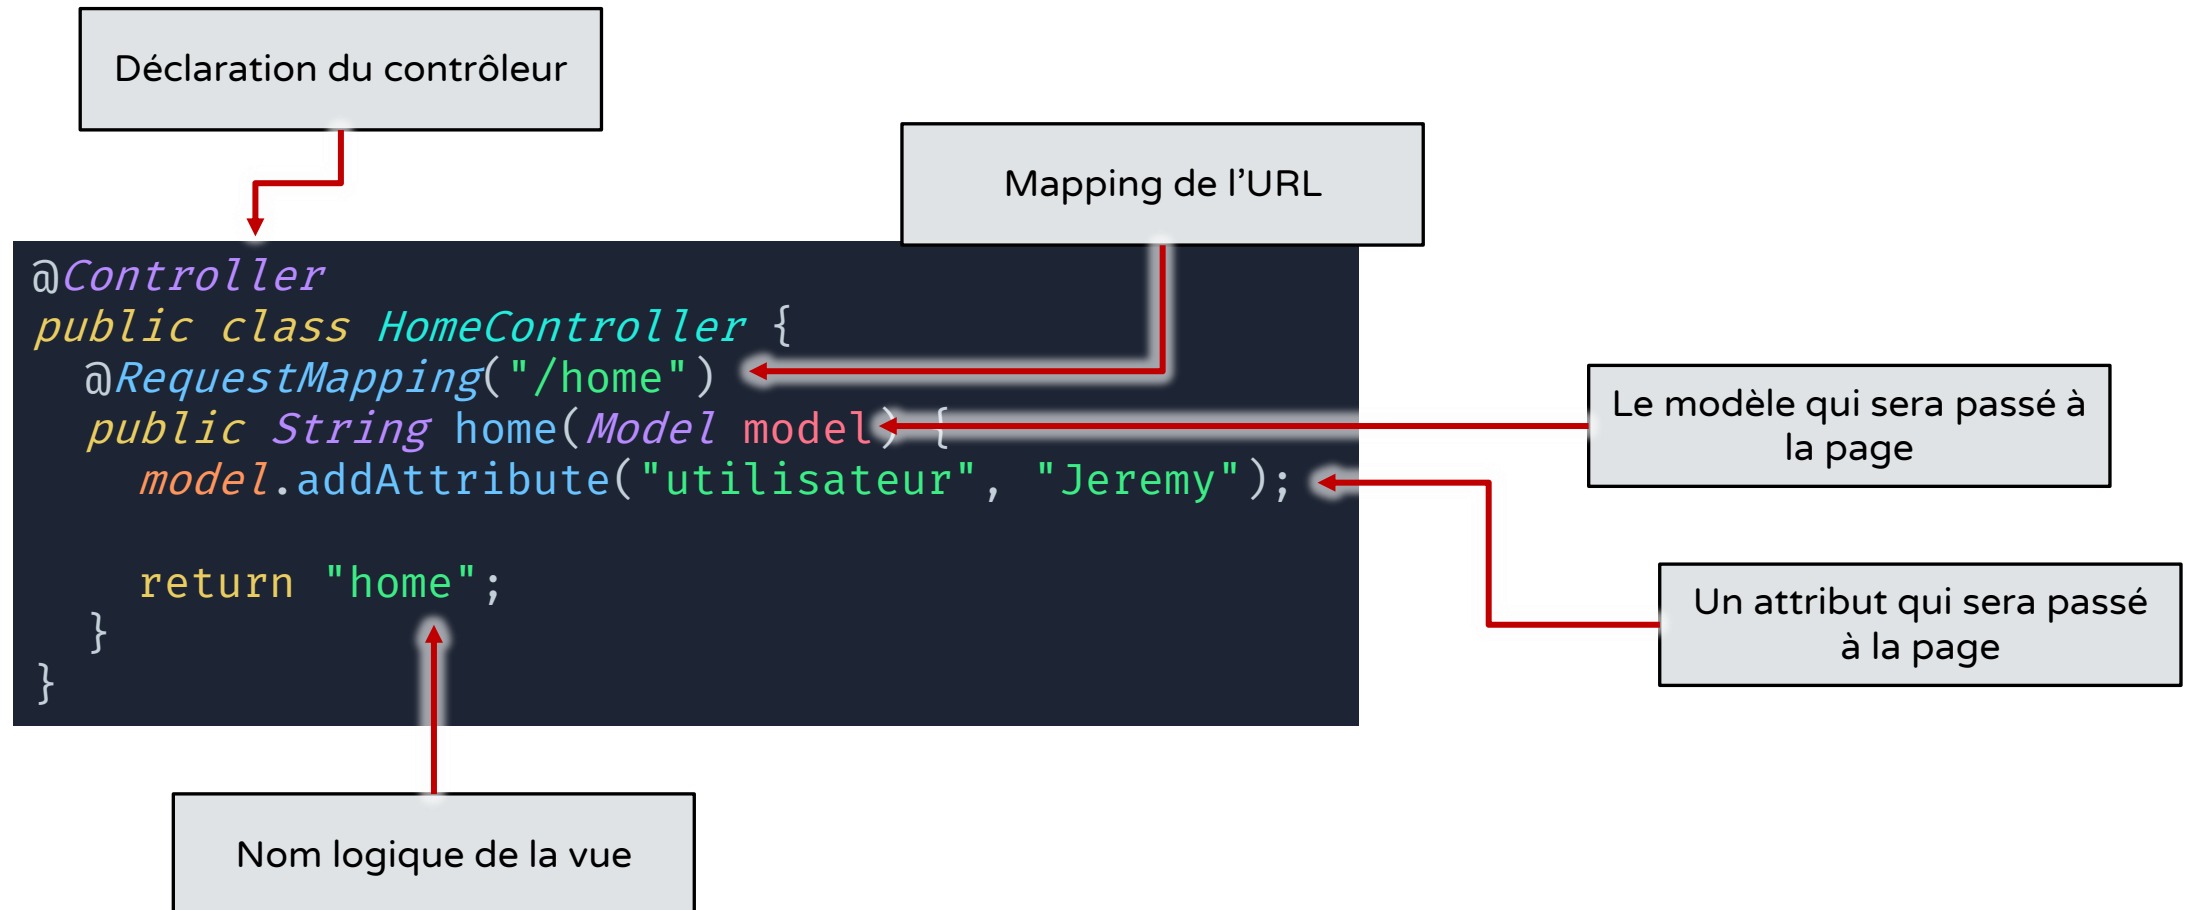 Déclaration du contrôleur
Mapping de l’URL
@Controller
public class HomeController {
@RequestMapping("/home")
public String home(Model model) {
model.addAttribute("utilisateur", "Jeremy");
return "home";
}
}
Le modèle qui sera passé à
la page
Un attribut qui sera passé
à la page
Nom logique de la vue